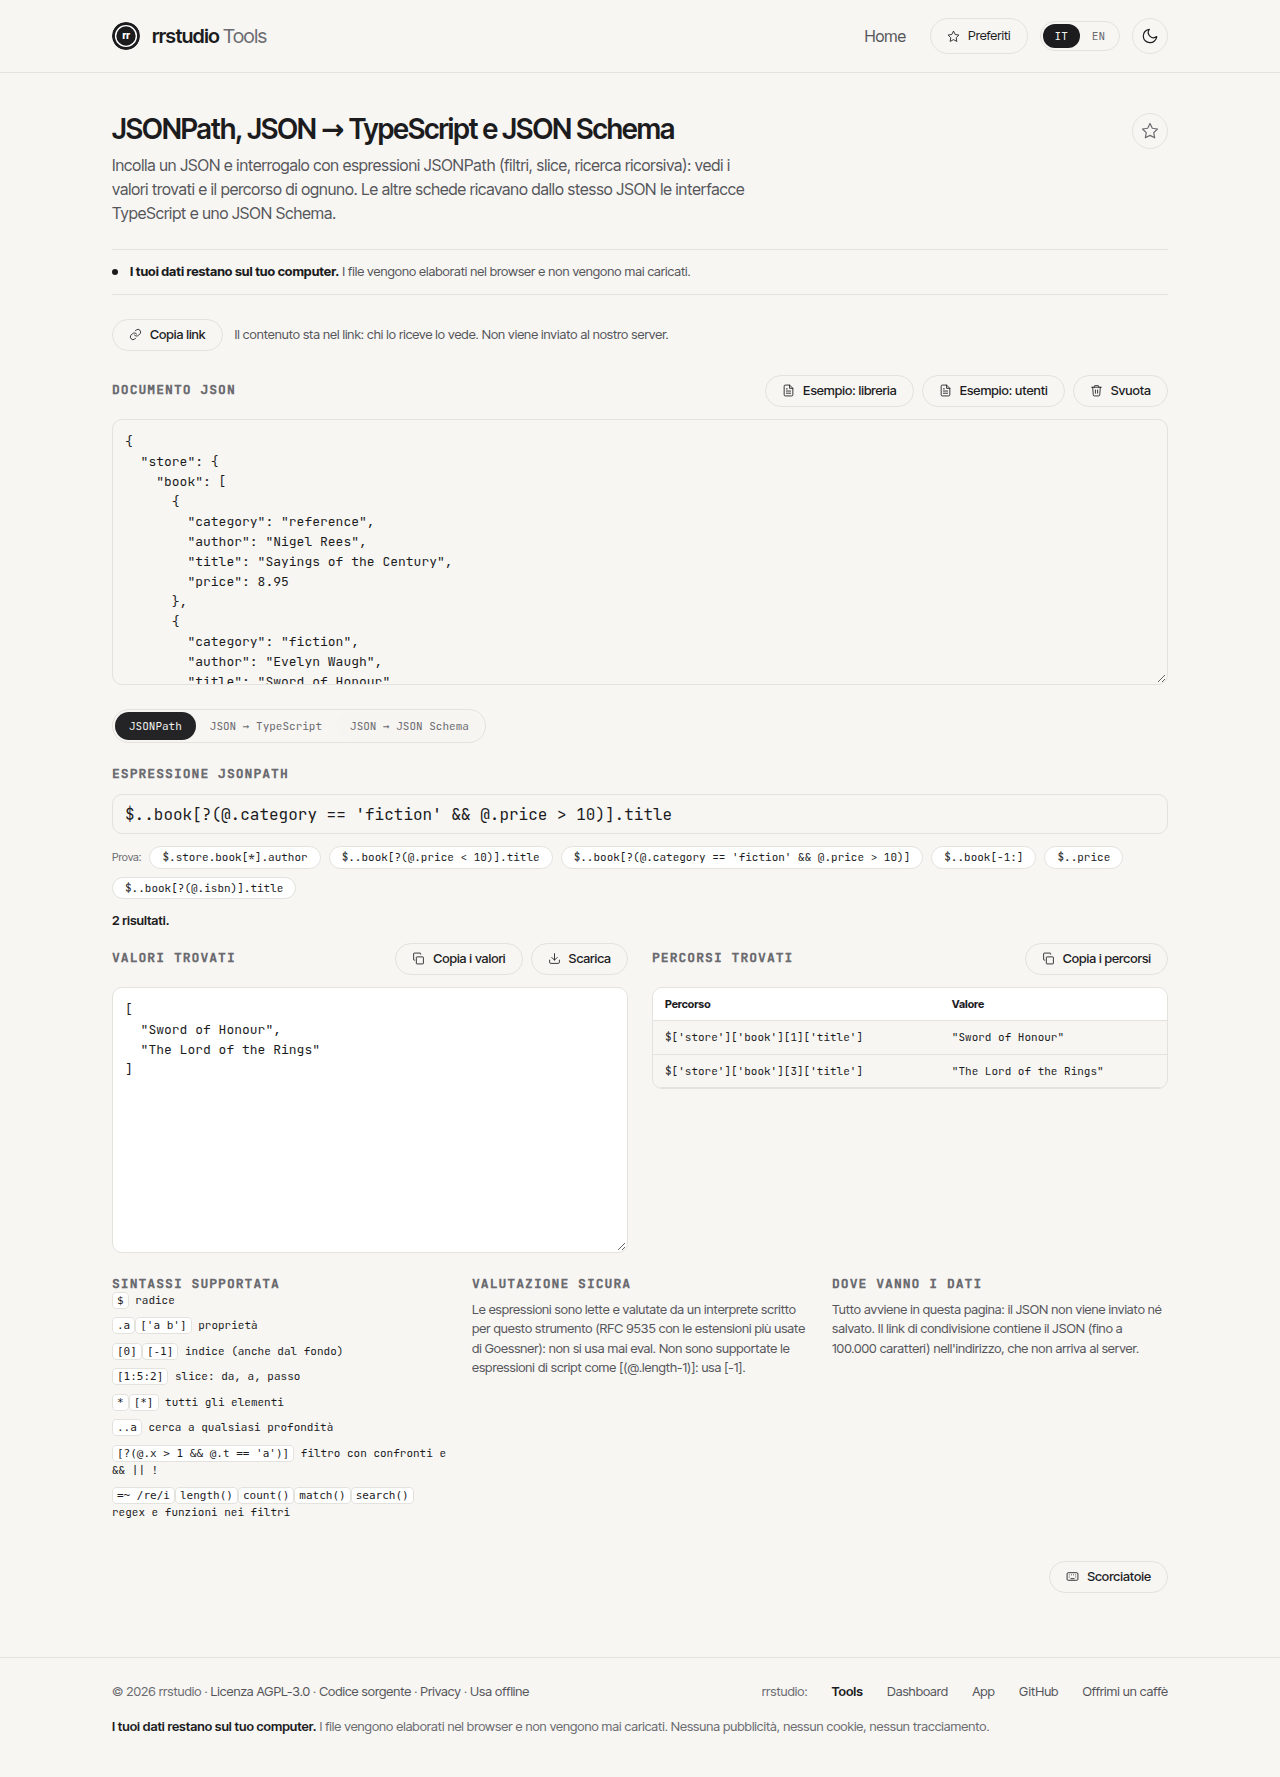 rr rrstudio Tools
Home
Preferiti
IT EN
JSONPath, JSON → TypeScript e JSON Schema
Incolla un JSON e interrogalo con espressioni JSONPath (filtri, slice, ricerca ricorsiva): vedi i
valori trovati e il percorso di ognuno. Le altre schede ricavano dallo stesso JSON le interfacce
TypeScript e uno JSON Schema.
I tuoi dati restano sul tuo computer. I file vengono elaborati nel browser e non vengono mai caricati.
Copia link Il contenuto sta nel link: chi lo riceve lo vede. Non viene inviato al nostro server.
DOCUMENTO JSON
Esempio: libreria Esempio: utenti Svuota
{
  "store": {
    "book": [
      {
        "category": "reference",
        "author": "Nigel Rees",
        "title": "Sayings of the Century",
        "price": 8.95
      },
      {
        "category": "fiction",
        "author": "Evelyn Waugh",
        "title": "Sword of Honour"
JSONPath JSON → TypeScript JSON → JSON Schema
ESPRESSIONE JSONPATH
$..book[?(@.category == 'fiction' && @.price > 10)].title
Prova: $.store.book[*].author $..book[?(@.price < 10)].title $..book[?(@.category == 'fiction' && @.price > 10)] $..book[-1:] $..price
$..book[?(@.isbn)].title
2 risultati.
VALORI TROVATI
Copia i valori Scarica
[
  "Sword of Honour",
  "The Lord of the Rings"
]
PERCORSI TROVATI
Copia i percorsi
Percorso Valore
$['store']['book'][1]['title'] "Sword of Honour"
$['store']['book'][3]['title'] "The Lord of the Rings"
SINTASSI SUPPORTATA
$ radice
.a ['a b'] proprietà
[0] [-1] indice (anche dal fondo)
[1:5:2] slice: da, a, passo
* [*] tutti gli elementi
..a cerca a qualsiasi profondità
[?(@.x > 1 && @.t == 'a')] filtro con confronti e
&& || !
=~ /re/i length() count() match() search()
regex e funzioni nei filtri
VALUTAZIONE SICURA
Le espressioni sono lette e valutate da un interprete scritto
per questo strumento (RFC 9535 con le estensioni più usate
di Goessner): non si usa mai eval. Non sono supportate le
espressioni di script come [(@.length-1)]: usa [-1].
DOVE VANNO I DATI
Tutto avviene in questa pagina: il JSON non viene inviato né
salvato. Il link di condivisione contiene il JSON (fino a
100.000 caratteri) nell'indirizzo, che non arriva al server.
Scorciatoie
© 2026 rrstudio · Licenza AGPL-3.0 · Codice sorgente · Privacy · Usa offline
rrstudio: Tools Dashboard App GitHub Offrimi un caffè
I tuoi dati restano sul tuo computer. I file vengono elaborati nel browser e non vengono mai caricati. Nessuna pubblicità, nessun cookie, nessun tracciamento.